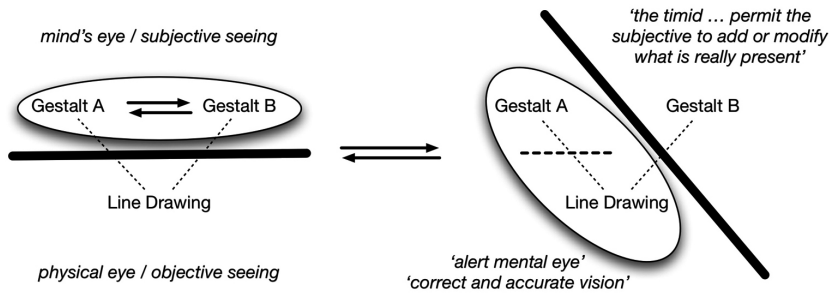 mind's eye / subjective seeing
Gestalt A
Gestalt B
Line Drawing
physical eye / objective seeing
'the timid … permit the
subjective to add or modify
what is really present'
Gestalt A
Gestalt B
Line Drawing
'alert mental eye'
'correct and accurate vision'